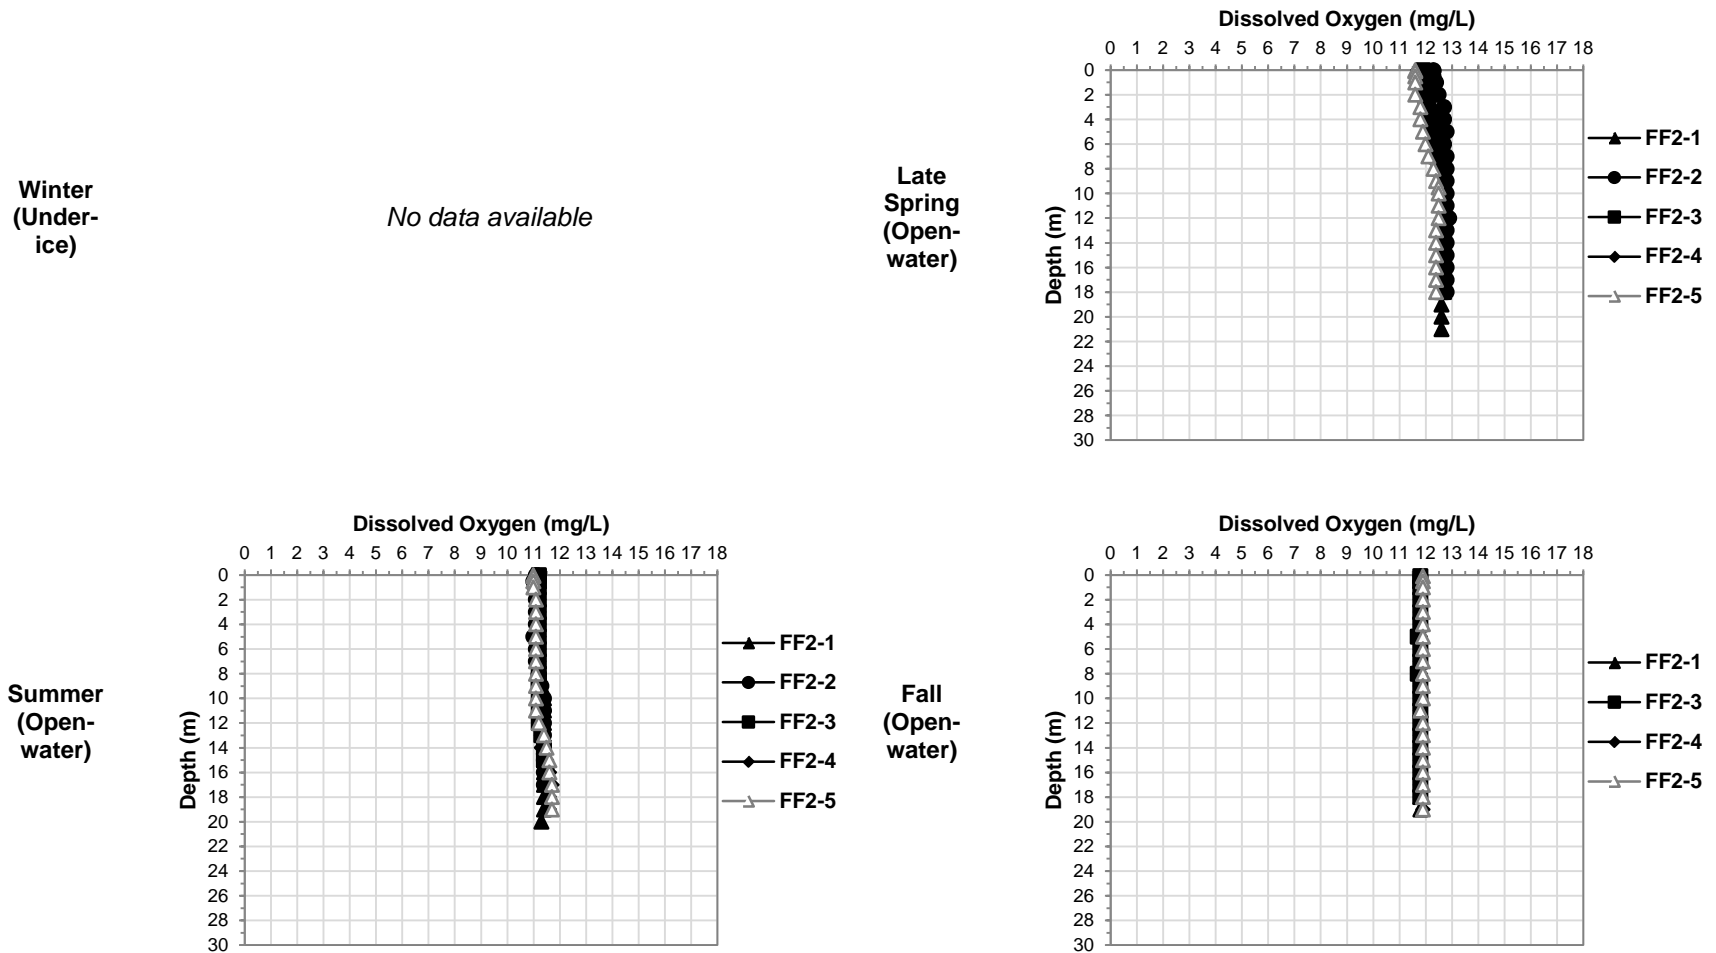 Winter
(Under-
ice)
No data available
Late
Spring
(Open-
water)
Dissolved Oxygen (mg/L)
0 1 2 3 4 5 6 7 8 9 10 11 12 13 14 15 16 17 18
Depth (m)
0
2
4
6
8
10
12
14
16
18
20
22
24
26
28
30
FF2-1
FF2-2
FF2-3
FF2-4
FF2-5
Summer
(Open-
water)
Dissolved Oxygen (mg/L)
0 1 2 3 4 5 6 7 8 9 10 11 12 13 14 15 16 17 18
Depth (m)
0
2
4
6
8
10
12
14
16
18
20
22
24
26
28
30
FF2-1
FF2-2
FF2-3
FF2-4
FF2-5
Fall
(Open-
water)
Dissolved Oxygen (mg/L)
0 1 2 3 4 5 6 7 8 9 10 11 12 13 14 15 16 17 18
Depth (m)
0
2
4
6
8
10
12
14
16
18
20
22
24
26
28
30
FF2-1
FF2-3
FF2-4
FF2-5